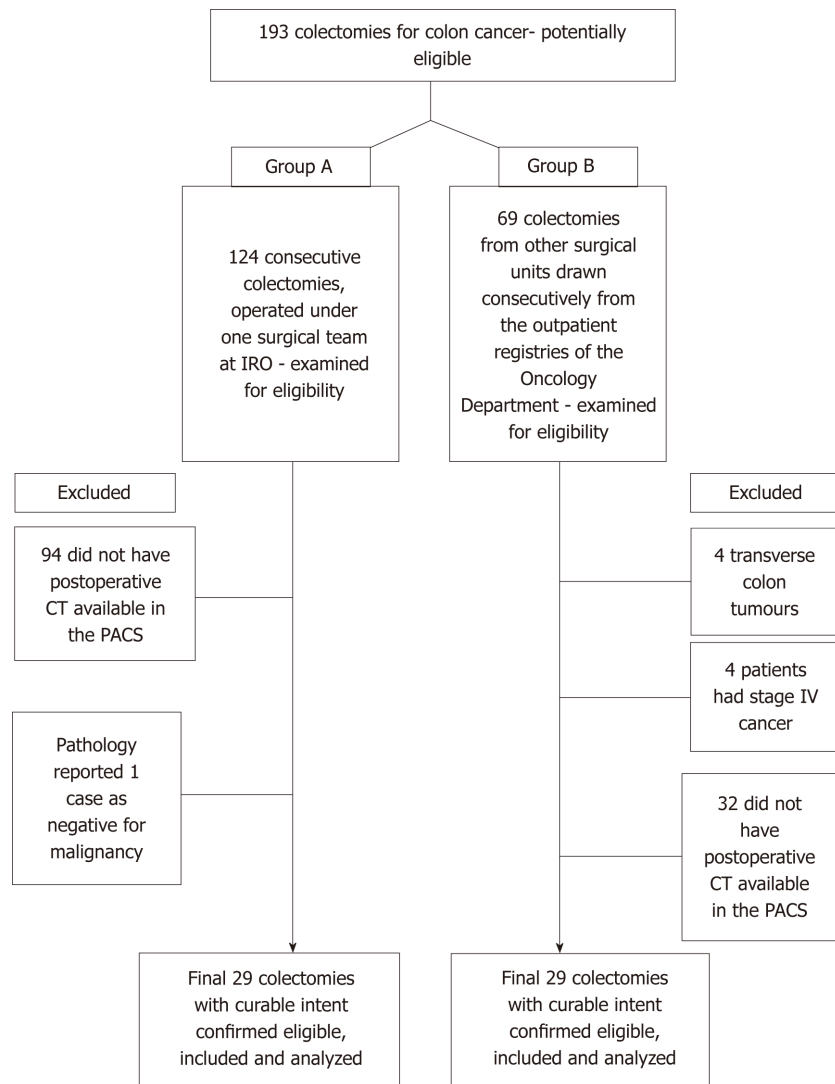 193 colectomies for colon cancer- potentially
eligible
Group A
Group B
124 consecutive
colectomies,
operated under
one surgical team
at IRO - examined
for eligibility
69 colectomies
from other surgical
units drawn
consecutively from
the outpatient
registries of the
Oncology
Department - examined
for eligibility
Excluded
94 did not have
postoperative
CT available in
the PACS
Pathology
reported 1
case as
negative for
malignancy
Excluded
4 transverse
colon
tumours
4 patients
had stage IV
cancer
32 did not
have
postoperative
CT available
in the PACS
Final 29 colectomies
with curable intent
confirmed eligible,
included and analyzed
Final 29 colectomies
with curable intent
confirmed eligible,
included and analyzed